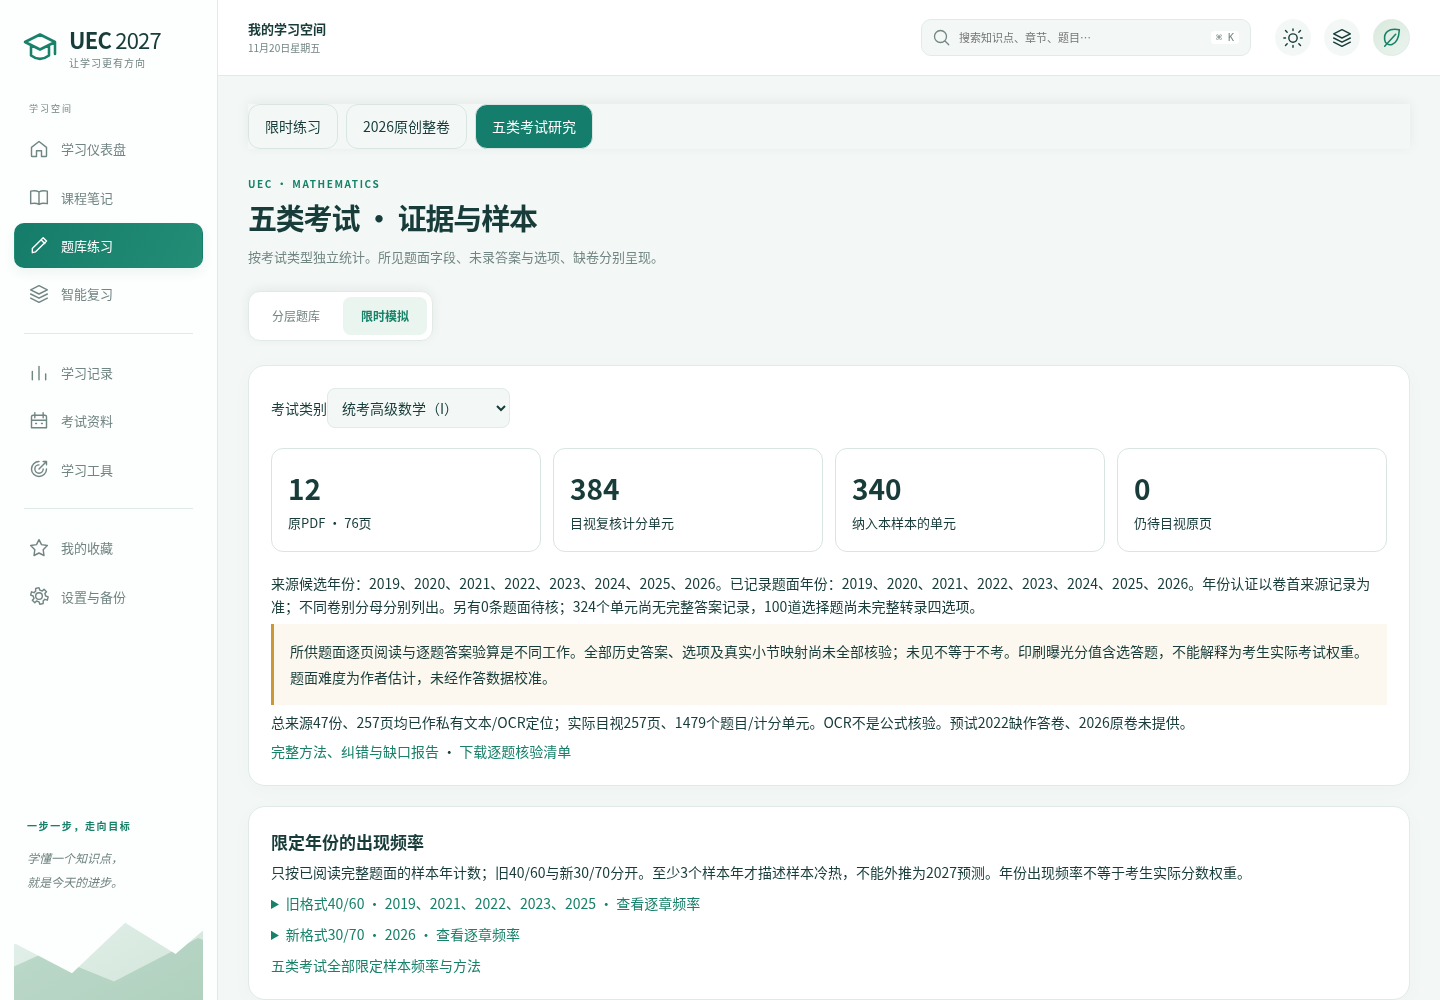 UEC 2027
让学习更有方向
学习空间
学习仪表盘
课程笔记
题库练习
智能复习
学习记录
考试资料
学习工具
我的收藏
设置与备份
一步一步，走向目标
学懂一个知识点，
就是今天的进步。
我的学习空间
11月20日星期五
搜索知识点、章节、题目…
⌘ K
限时练习
2026原创整卷
五类考试研究
UEC · MATHEMATICS
五类考试 · 证据与样本
按考试类型独立统计。所见题面字段、未录答案与选项、缺卷分别呈现。
分层题库
限时模拟
考试类别
统考高级数学（I）
12
原PDF · 76页
384
目视复核计分单元
340
纳入本样本的单元
0
仍待目视原页
来源候选年份：2019、2020、2021、2022、2023、2024、2025、2026。已记录题面年份：2019、2020、2021、2022、2023、2024、2025、2026。年份认证以卷首来源记录为
准；不同卷别分母分别列出。另有0条题面待核；324个单元尚无完整答案记录，100道选择题尚未完整转录四选项。
所供题面逐页阅读与逐题答案验算是不同工作。全部历史答案、选项及真实小节映射尚未全部核验；未见不等于不考。印刷曝光分值含选答题，不能解释为考生实际考试权重。
题面难度为作者估计，未经作答数据校准。
总来源47份、257页均已作私有文本/OCR定位；实际目视257页、1479个题目/计分单元。OCR不是公式核验。预试2022缺作答卷、2026原卷未提供。
完整方法、纠错与缺口报告 · 下载逐题核验清单
限定年份的出现频率
只按已阅读完整题面的样本年计数；旧40/60与新30/70分开。至少3个样本年才描述样本冷热，不能外推为2027预测。年份出现频率不等于考生实际分数权重。
▶ 旧格式40/60 · 2019、2021、2022、2023、2025 · 查看逐章频率
▶ 新格式30/70 · 2026 · 查看逐章频率
五类考试全部限定样本频率与方法